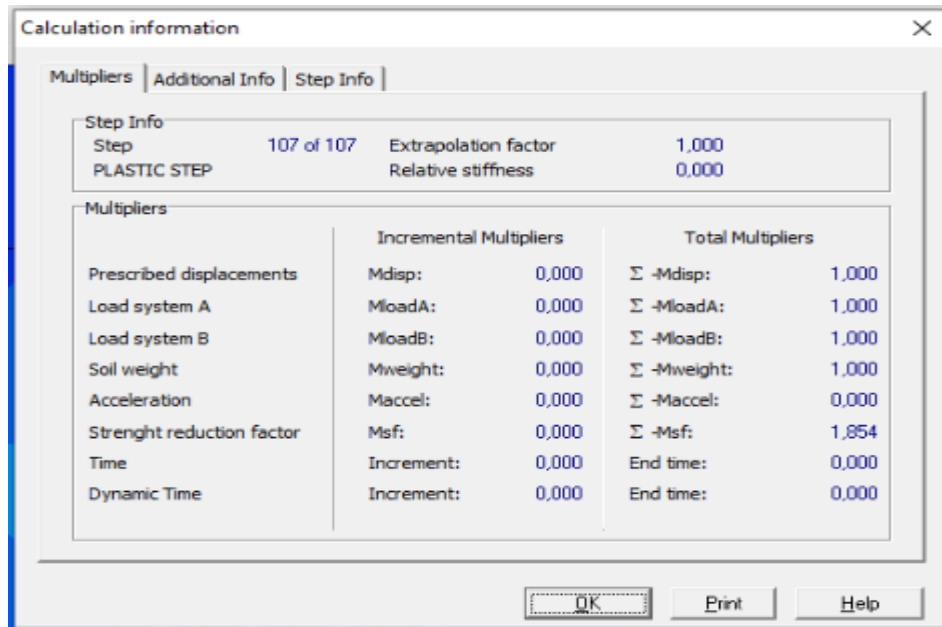 Calculation information
Multipliers Additional Info Step Info
Step Info
Step 107 of 107 Extrapolation factor 1,000
PLASTIC STEP Relative stiffness 0,000
Multipliers
Incremental Multipliers Total Multipliers
Prescribed displacements Mdisp: 0,000 Σ -Mdisp: 1,000
Load system A MloadA: 0,000 Σ -MloadA: 1,000
Load system B MloadB: 0,000 Σ -MloadB: 1,000
Soil weight Mweight: 0,000 Σ -Mweight: 1,000
Acceleration Maccel: 0,000 Σ -Maccel: 0,000
Strenght reduction factor Msf: 0,000 Σ -Msf: 1,854
Time Increment: 0,000 End time: 0,000
Dynamic Time Increment: 0,000 End time: 0,000
OK Print Help